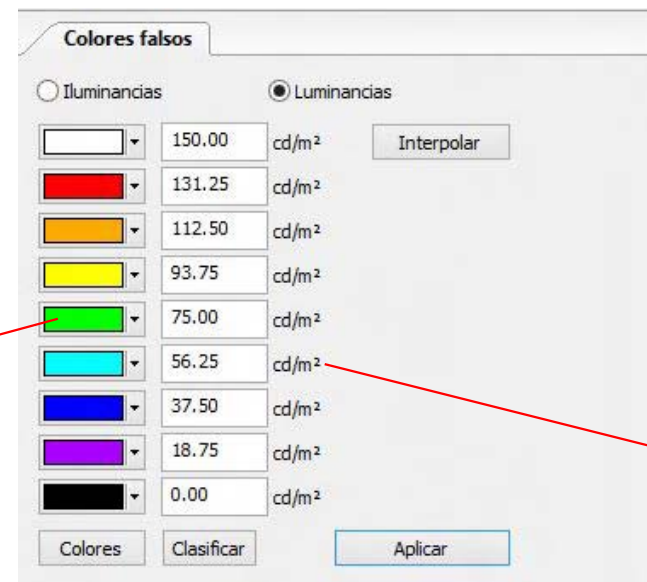 Colores falsos
Iluminancias Luminancias
150.00 cd/m² Interpolar
131.25 cd/m²
112.50 cd/m²
93.75 cd/m²
75.00 cd/m²
56.25 cd/m²
37.50 cd/m²
18.75 cd/m²
0.00 cd/m²
Colores Clasificar Aplicar